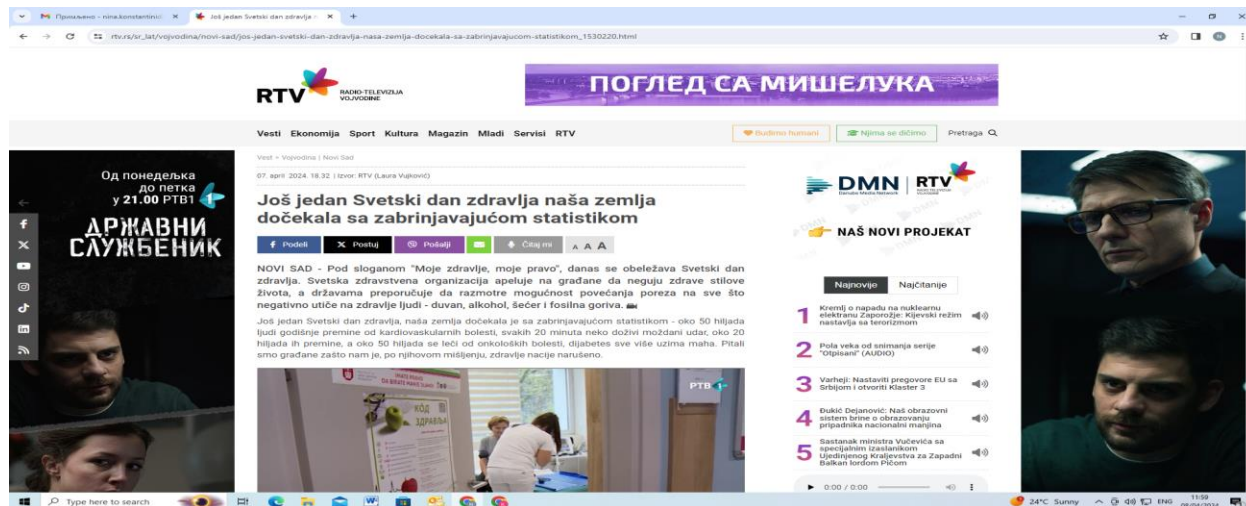 Примљено - nina.konstantinic
Još jedan Svetski dan zdravlja
rtv.rs/sr_lat/vojvodina/novi-sad/jos-jedan-svetski-dan-zdravlja-nasa-zemlja-docekala-sa-zabrinjavajucom-statistikom_1530220.html
RTV
RADIO-TELEVIZIJA
VOJVODINE
ПОГЛЕД СА МИШЕЛУКА
Vesti Ekonomija Sport Kultura Magazin Mladi Servisi RTV
Budimo humani
Njima se dičimo
Pretraga
Vesti > Vojvodina | Novi Sad
07. april 2024. 18.32 | Izvor: RTV (Laura Vujković)
Još jedan Svetski dan zdravlja naša zemlja
dočekala sa zabrinjavajućom statistikom
Podeli
Postuj
Pošalji
Čitaj mi
A A A
NOVI SAD - Pod sloganom "Moje zdravlje, moje pravo", danas se obeležava Svetski dan
zdravlja. Svetska zdravstvena organizacija apeluje na građane da neguju zdrave stilove
života, a državama preporučuje da razmotre mogućnost povećanja poreza na sve što
negativno utiče na zdravlje ljudi - duvan, alkohol, šećer i fosilna goriva.
Još jedan Svetski dan zdravlja, naša zemlja dočekala je sa zabrinjavajućom statistikom - oko 50 hiljada
ljudi godišnje premine od kardiovaskularnih bolesti, svakih 20 minuta neko doživi moždani udar, oko 20
hiljada ih premine, a oko 50 hiljada se leči od onkoloških bolesti, dijabetes sve više uzima maha. Pitali
smo građane zašto nam je, po njihovom mišljenju, zdravlje nacije narušeno.
КОД
ЗДРАВЉА
РТВ 1
Од понедељка
до петка
у 21.00 РТВ1
ДРЖАВНИ
СЛУЖБЕНИК
DMN
RTV
NAŠ NOVI PROJEKAT
Najnovije
Najčitanije
1 Kremlj o napadu na nuklearnu
elektranu Zaporožje: Kijevski režim
nastavlja sa terorizmom
2 Pola veka od snimanja serije
"Otpisani" (AUDIO)
3 Varheji: Nastaviti pregovore EU sa
Srbijom i otvoriti Klaster 3
4 Đukić Dejanović: Naš obrazovni
sistem brine o obrazovanju
pripadnika nacionalni manjina
5 Sastanak ministra Vučevića sa
specijalnim izaslanikom
Ujedinjenog Kraljevstva za Zapadni
Balkan lordom Pičom
0:00 / 0:00
Type here to search
24°C Sunny
ENG
11:59
08/04/2024